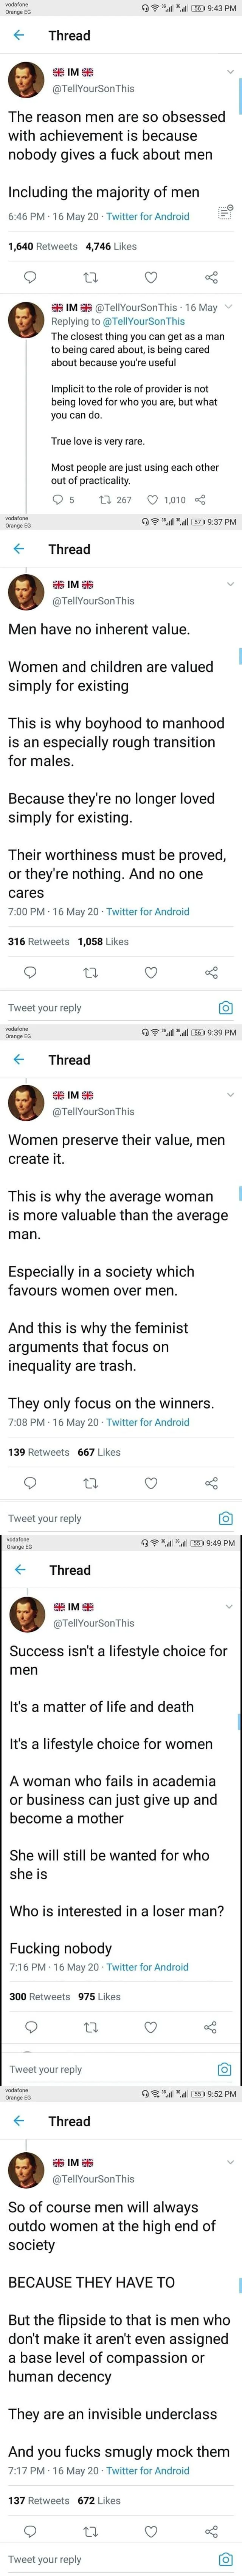 vodafone
Orange EG
56 9:43 PM
Thread
IM
@TellYourSonThis
The reason men are so obsessed
with achievement is because
nobody gives a fuck about men
Including the majority of men
6:46 PM · 16 May 20 · Twitter for Android
1,640 Retweets 4,746 Likes
IM @TellYourSonThis · 16 May
Replying to @TellYourSonThis
The closest thing you can get as a man
to being cared about, is being cared
about because you're useful
Implicit to the role of provider is not
being loved for who you are, but what
you can do.
True love is very rare.
Most people are just using each other
out of practicality.
5 267 1,010
vodafone
Orange EG
57 9:37 PM
Thread
IM
@TellYourSonThis
Men have no inherent value.
Women and children are valued
simply for existing
This is why boyhood to manhood
is an especially rough transition
for males.
Because they're no longer loved
simply for existing.
Their worthiness must be proved,
or they're nothing. And no one
cares
7:00 PM · 16 May 20 · Twitter for Android
316 Retweets 1,058 Likes
Tweet your reply
vodafone
Orange EG
56 9:39 PM
Thread
IM
@TellYourSonThis
Women preserve their value, men
create it.
This is why the average woman
is more valuable than the average
man.
Especially in a society which
favours women over men.
And this is why the feminist
arguments that focus on
inequality are trash.
They only focus on the winners.
7:08 PM · 16 May 20 · Twitter for Android
139 Retweets 667 Likes
Tweet your reply
vodafone
Orange EG
55 9:49 PM
Thread
IM
@TellYourSonThis
Success isn't a lifestyle choice for
men
It's a matter of life and death
It's a lifestyle choice for women
A woman who fails in academia
or business can just give up and
become a mother
She will still be wanted for who
she is
Who is interested in a loser man?
Fucking nobody
7:16 PM · 16 May 20 · Twitter for Android
300 Retweets 975 Likes
Tweet your reply
vodafone
Orange EG
55 9:52 PM
Thread
IM
@TellYourSonThis
So of course men will always
outdo women at the high end of
society
BECAUSE THEY HAVE TO
But the flipside to that is men who
don't make it aren't even assigned
a base level of compassion or
human decency
They are an invisible underclass
And you fucks smugly mock them
7:17 PM · 16 May 20 · Twitter for Android
137 Retweets 672 Likes
Tweet your reply